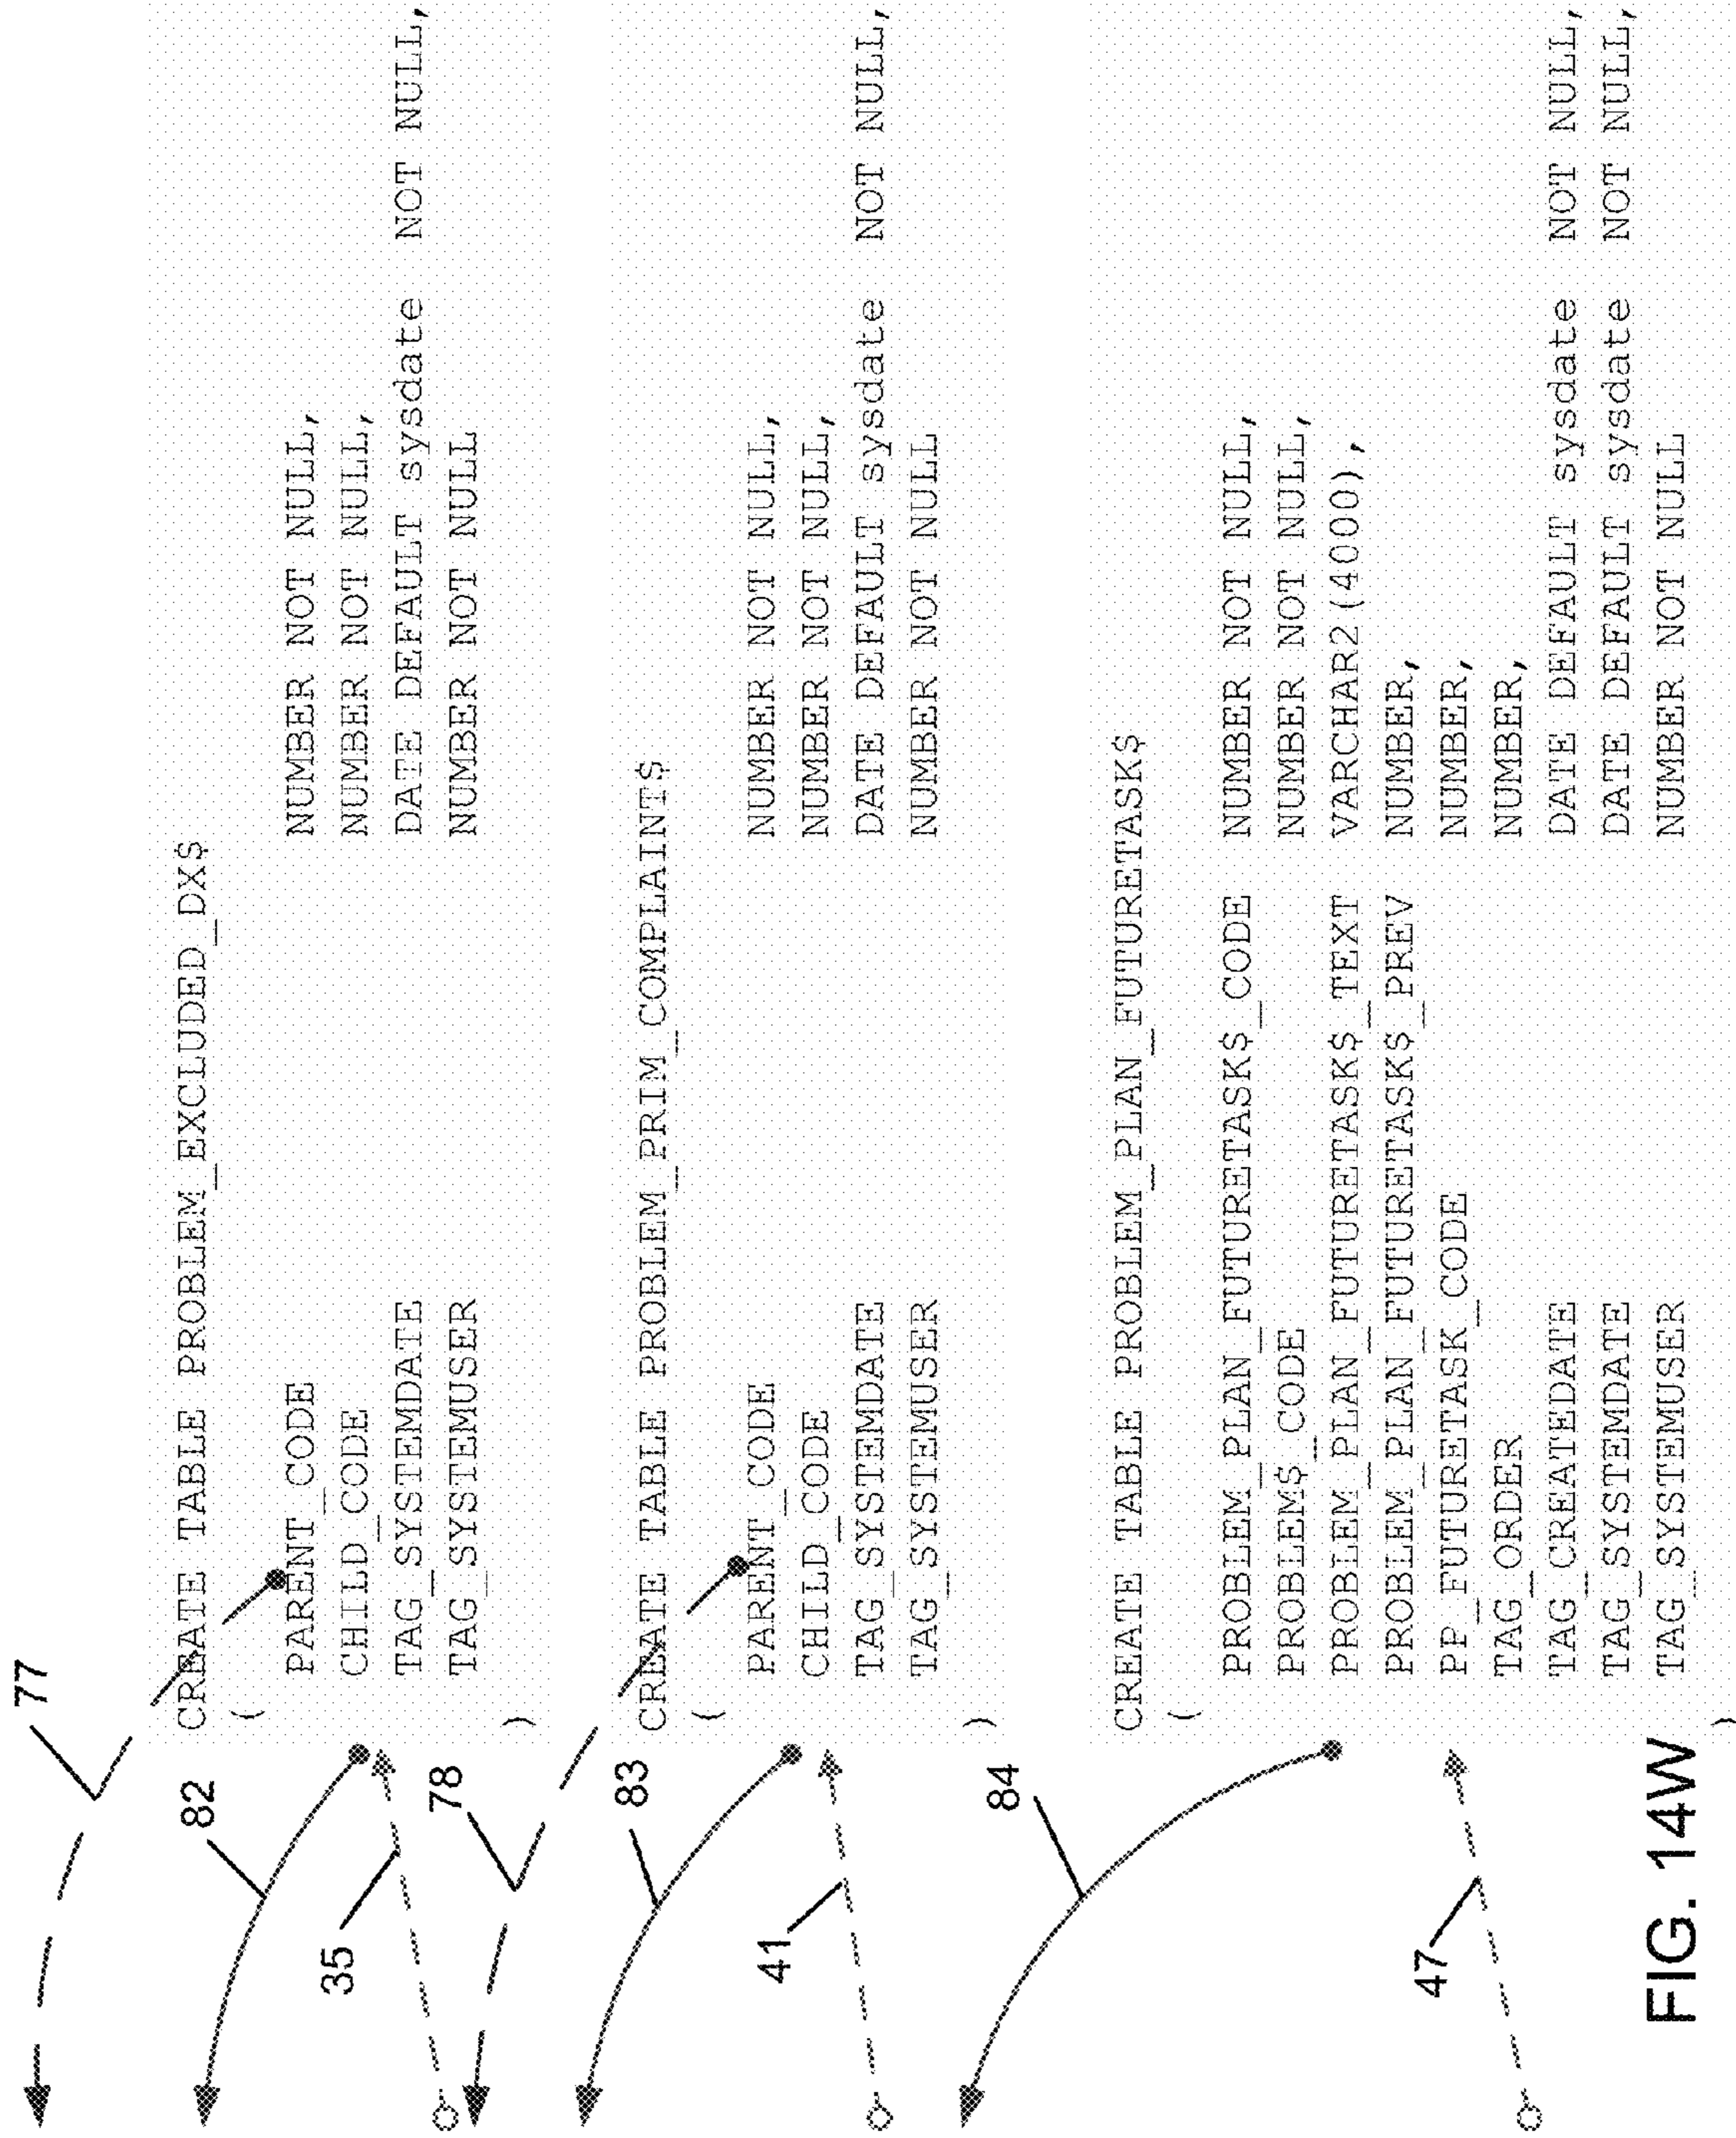 77
CREATE TABLE PROBLEM_EXCLUDED_DX$
(
PARENT_CODE NUMBER NOT NULL,
82
CHILD_CODE NUMBER NOT NULL,
TAG_SYSTEMDATE DATE DEFAULT sysdate NOT NULL,
35
TAG_SYSTEMUSER NUMBER NOT NULL
)
78
CREATE TABLE PROBLEM_PRIM_COMPLAINT$
(
83
PARENT_CODE NUMBER NOT NULL,
CHILD_CODE NUMBER NOT NULL,
41
TAG_SYSTEMDATE DATE DEFAULT sysdate NOT NULL,
TAG_SYSTEMUSER NUMBER NOT NULL
)
84
CREATE TABLE PROBLEM_PLAN_FUTURETASK$
(
PROBLEM_PLAN_FUTURETASK$_CODE NUMBER NOT NULL,
PROBLEM$_CODE NUMBER NOT NULL,
PROBLEM_PLAN_FUTURETASK$_TEXT VARCHAR2(4000),
PROBLEM_PLAN_FUTURETASK$_PREV NUMBER,
47
PP_FUTURETASK_CODE NUMBER,
TAG_ORDER NUMBER,
TAG_CREATEDATE DATE DEFAULT sysdate NOT NULL,
TAG_SYSTEMDATE DATE DEFAULT sysdate NOT NULL,
TAG_SYSTEMUSER NUMBER NOT NULL
)
FIG. 14W